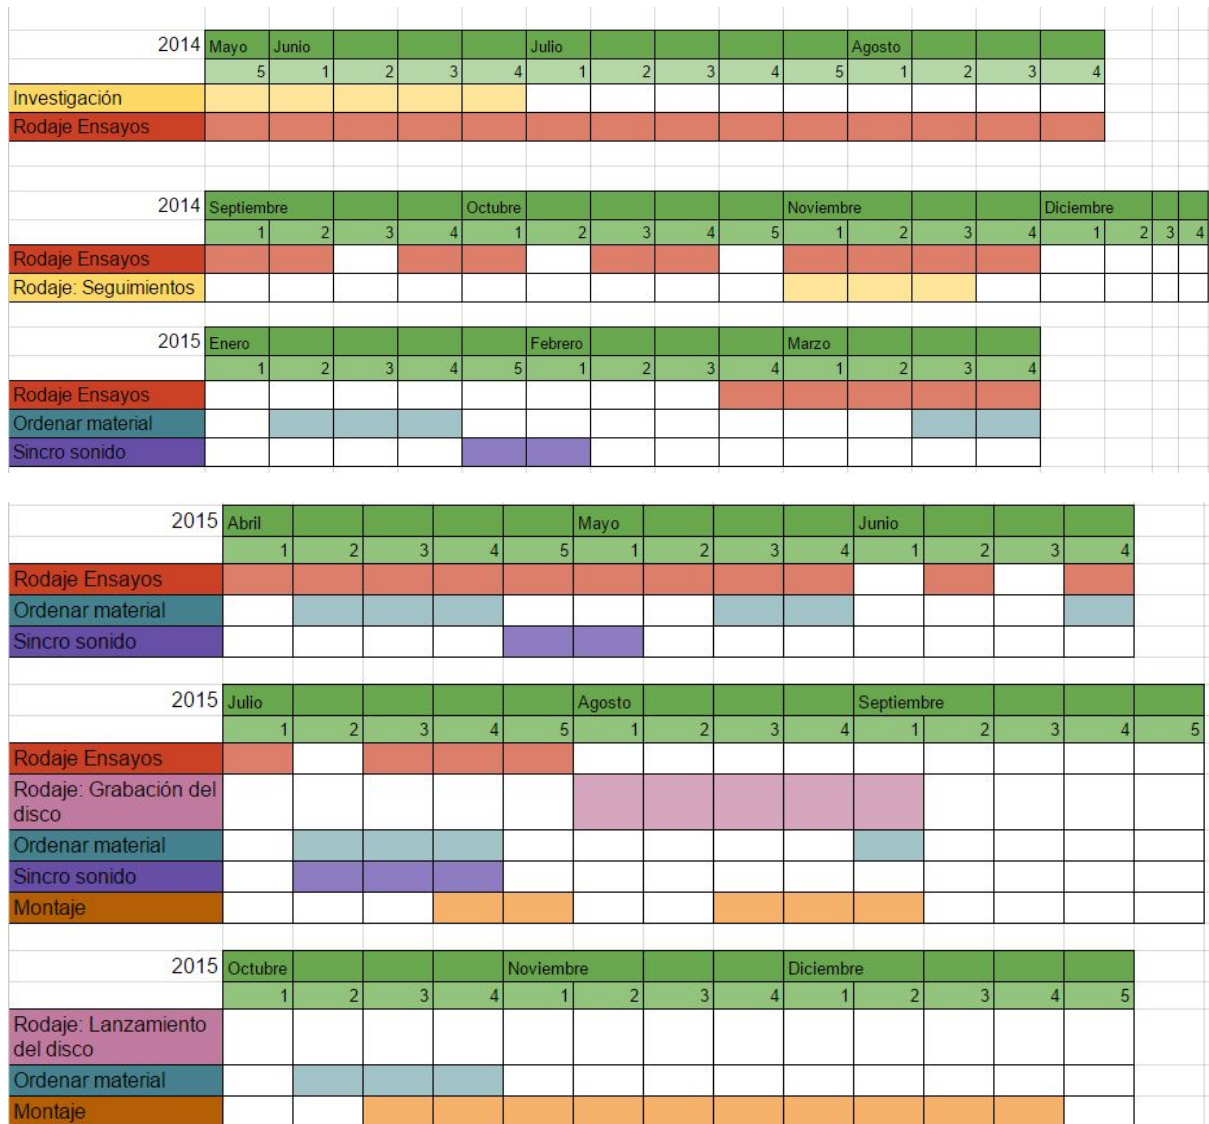 2014 Mayo Junio Julio Agosto
5 1 2 3 4 1 2 3 4 5 1 2 3 4
Investigación
Rodaje Ensayos
2014 Septiembre Octubre Noviembre Diciembre
1 2 3 4 1 2 3 4 5 1 2 3 4 1 2 3 4
Rodaje Ensayos
Rodaje: Seguimientos
2015 Enero Febrero Marzo
1 2 3 4 5 1 2 3 4 1 2 3 4
Rodaje Ensayos
Ordenar material
Sincro sonido
2015 Abril Mayo Junio
1 2 3 4 5 1 2 3 4 1 2 3 4
Rodaje Ensayos
Ordenar material
Sincro sonido
2015 Julio Agosto Septiembre
1 2 3 4 5 1 2 3 4 1 2 3 4 5
Rodaje Ensayos
Rodaje: Grabación del
disco
Ordenar material
Sincro sonido
Montaje
2015 Octubre Noviembre Diciembre
1 2 3 4 1 2 3 4 1 2 3 4 5
Rodaje: Lanzamiento
del disco
Ordenar material
Montaje